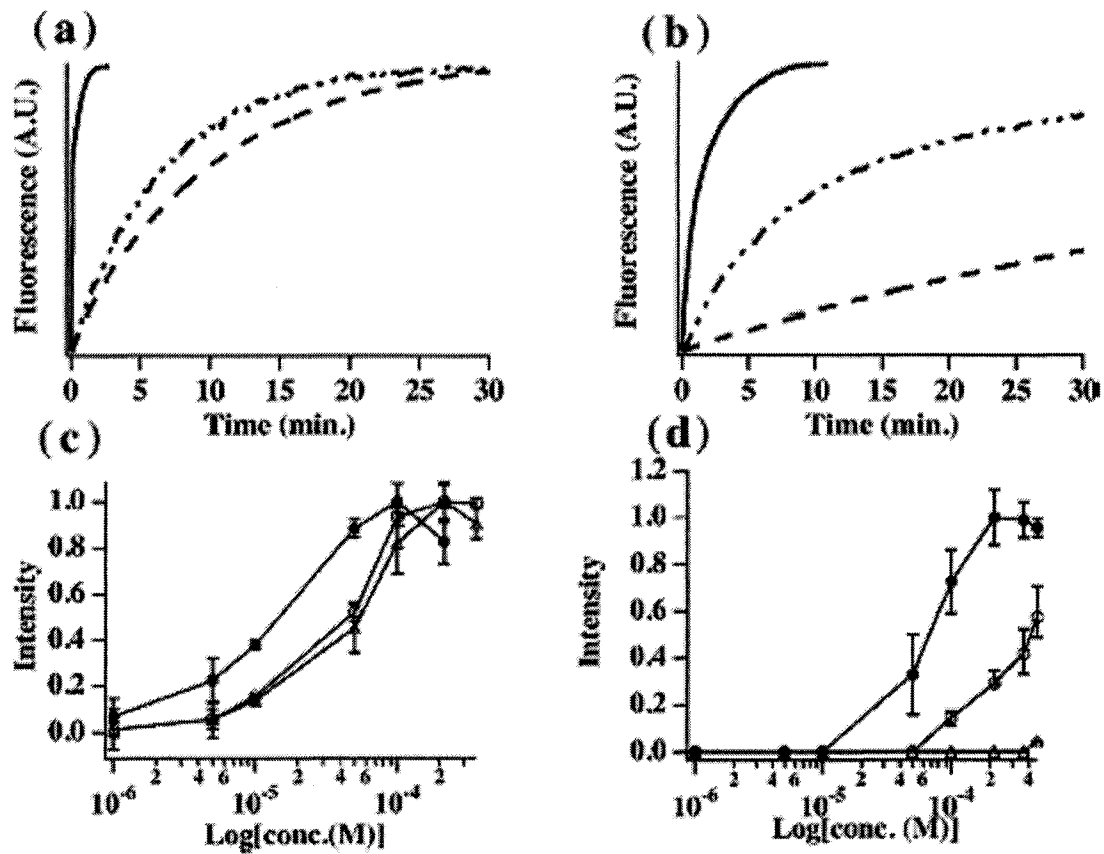 (a)
Fluorescence (A.U.)
0 5 10 15 20 25 30
Time (min.)
(b)
Fluorescence (A.U.)
0 5 10 15 20 25 30
Time (min.)
(c)
Intensity
1.0
0.8
0.6
0.4
0.2
0.0
2 4 6 2 4 6 2
10-6 10-5 10-4
Log[conc.(M)]
(d)
Intensity
1.2
1.0
0.8
0.6
0.4
0.2
0.0
2 4 6 2 4 6 2 4
10-6 10-5 10-4
Log[conc. (M)]